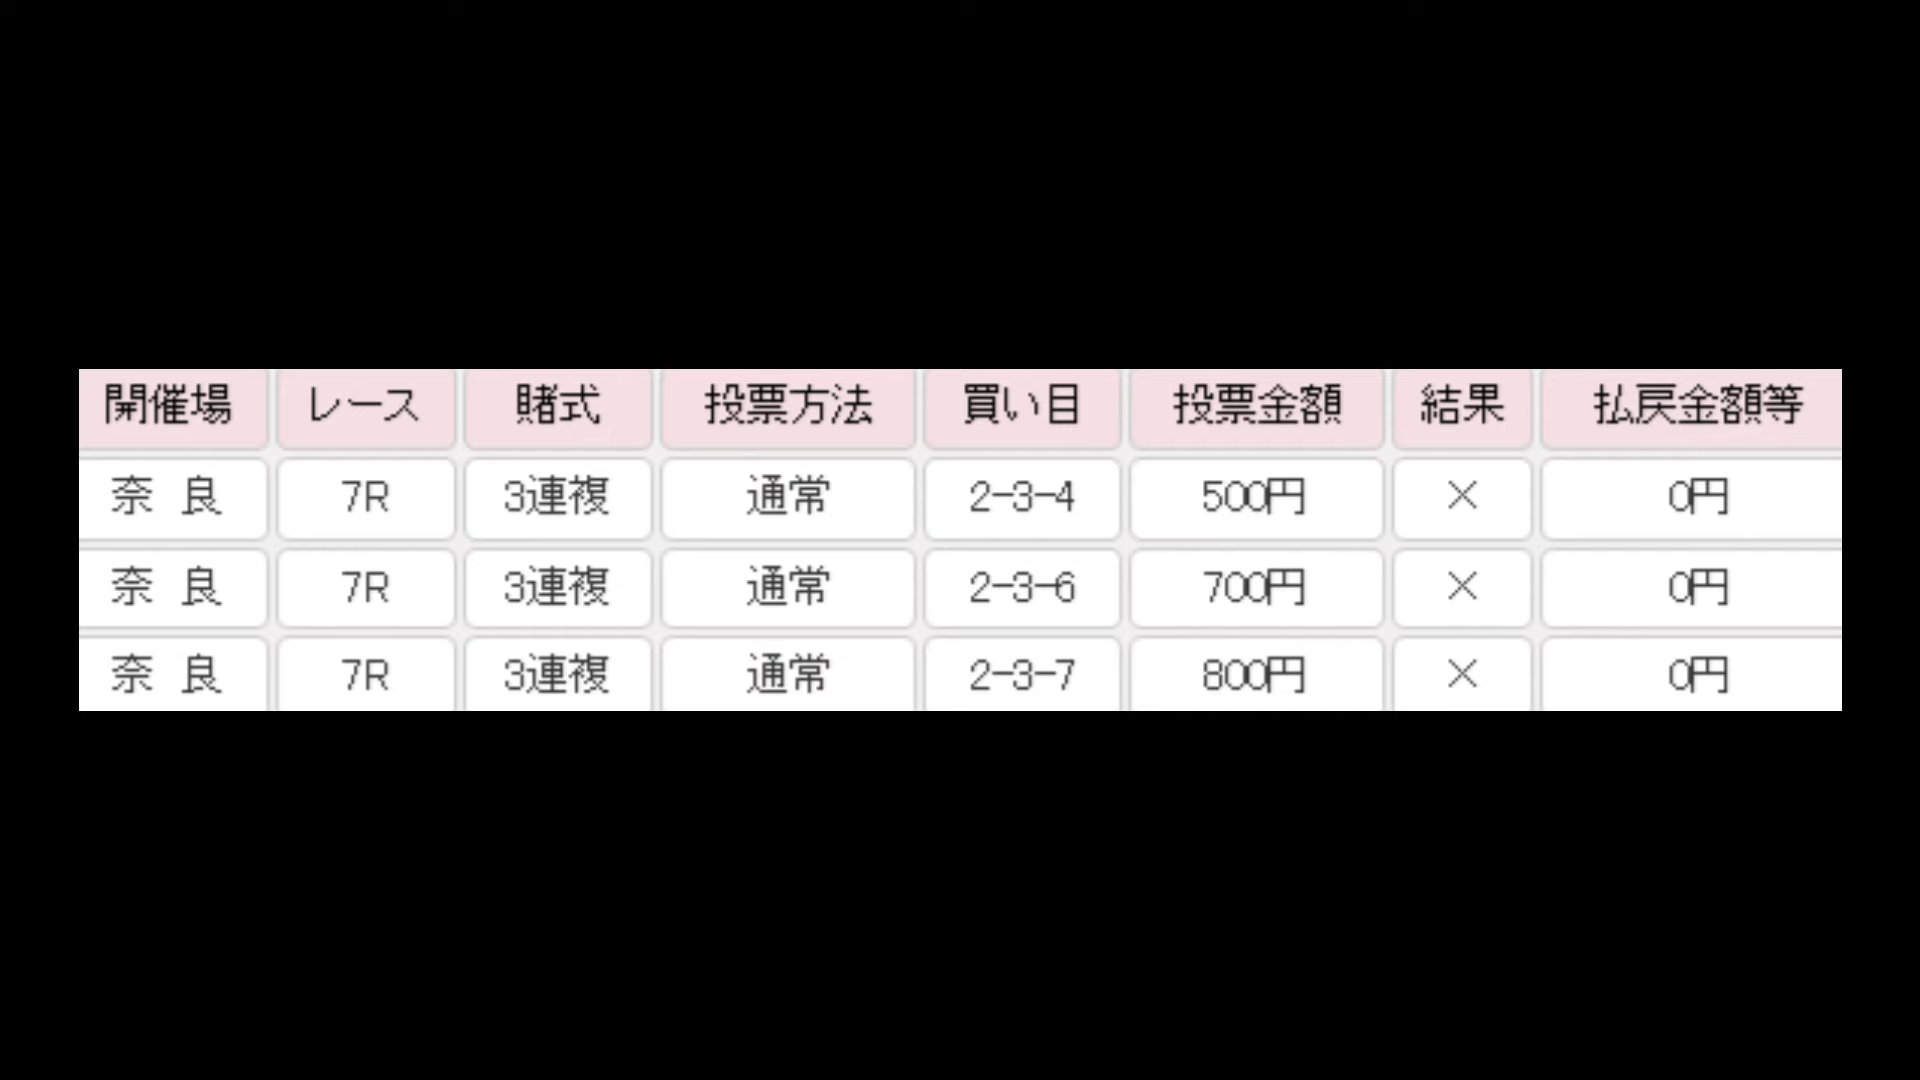 開催場 レース 賭式 投票方法 買い目 投票金額 結果 払戻金額等
奈 良 7R 3連複 通常 2-3-4 500円 × 0円
奈 良 7R 3連複 通常 2-3-6 700円 × 0円
奈 良 7R 3連複 通常 2-3-7 800円 × 0円